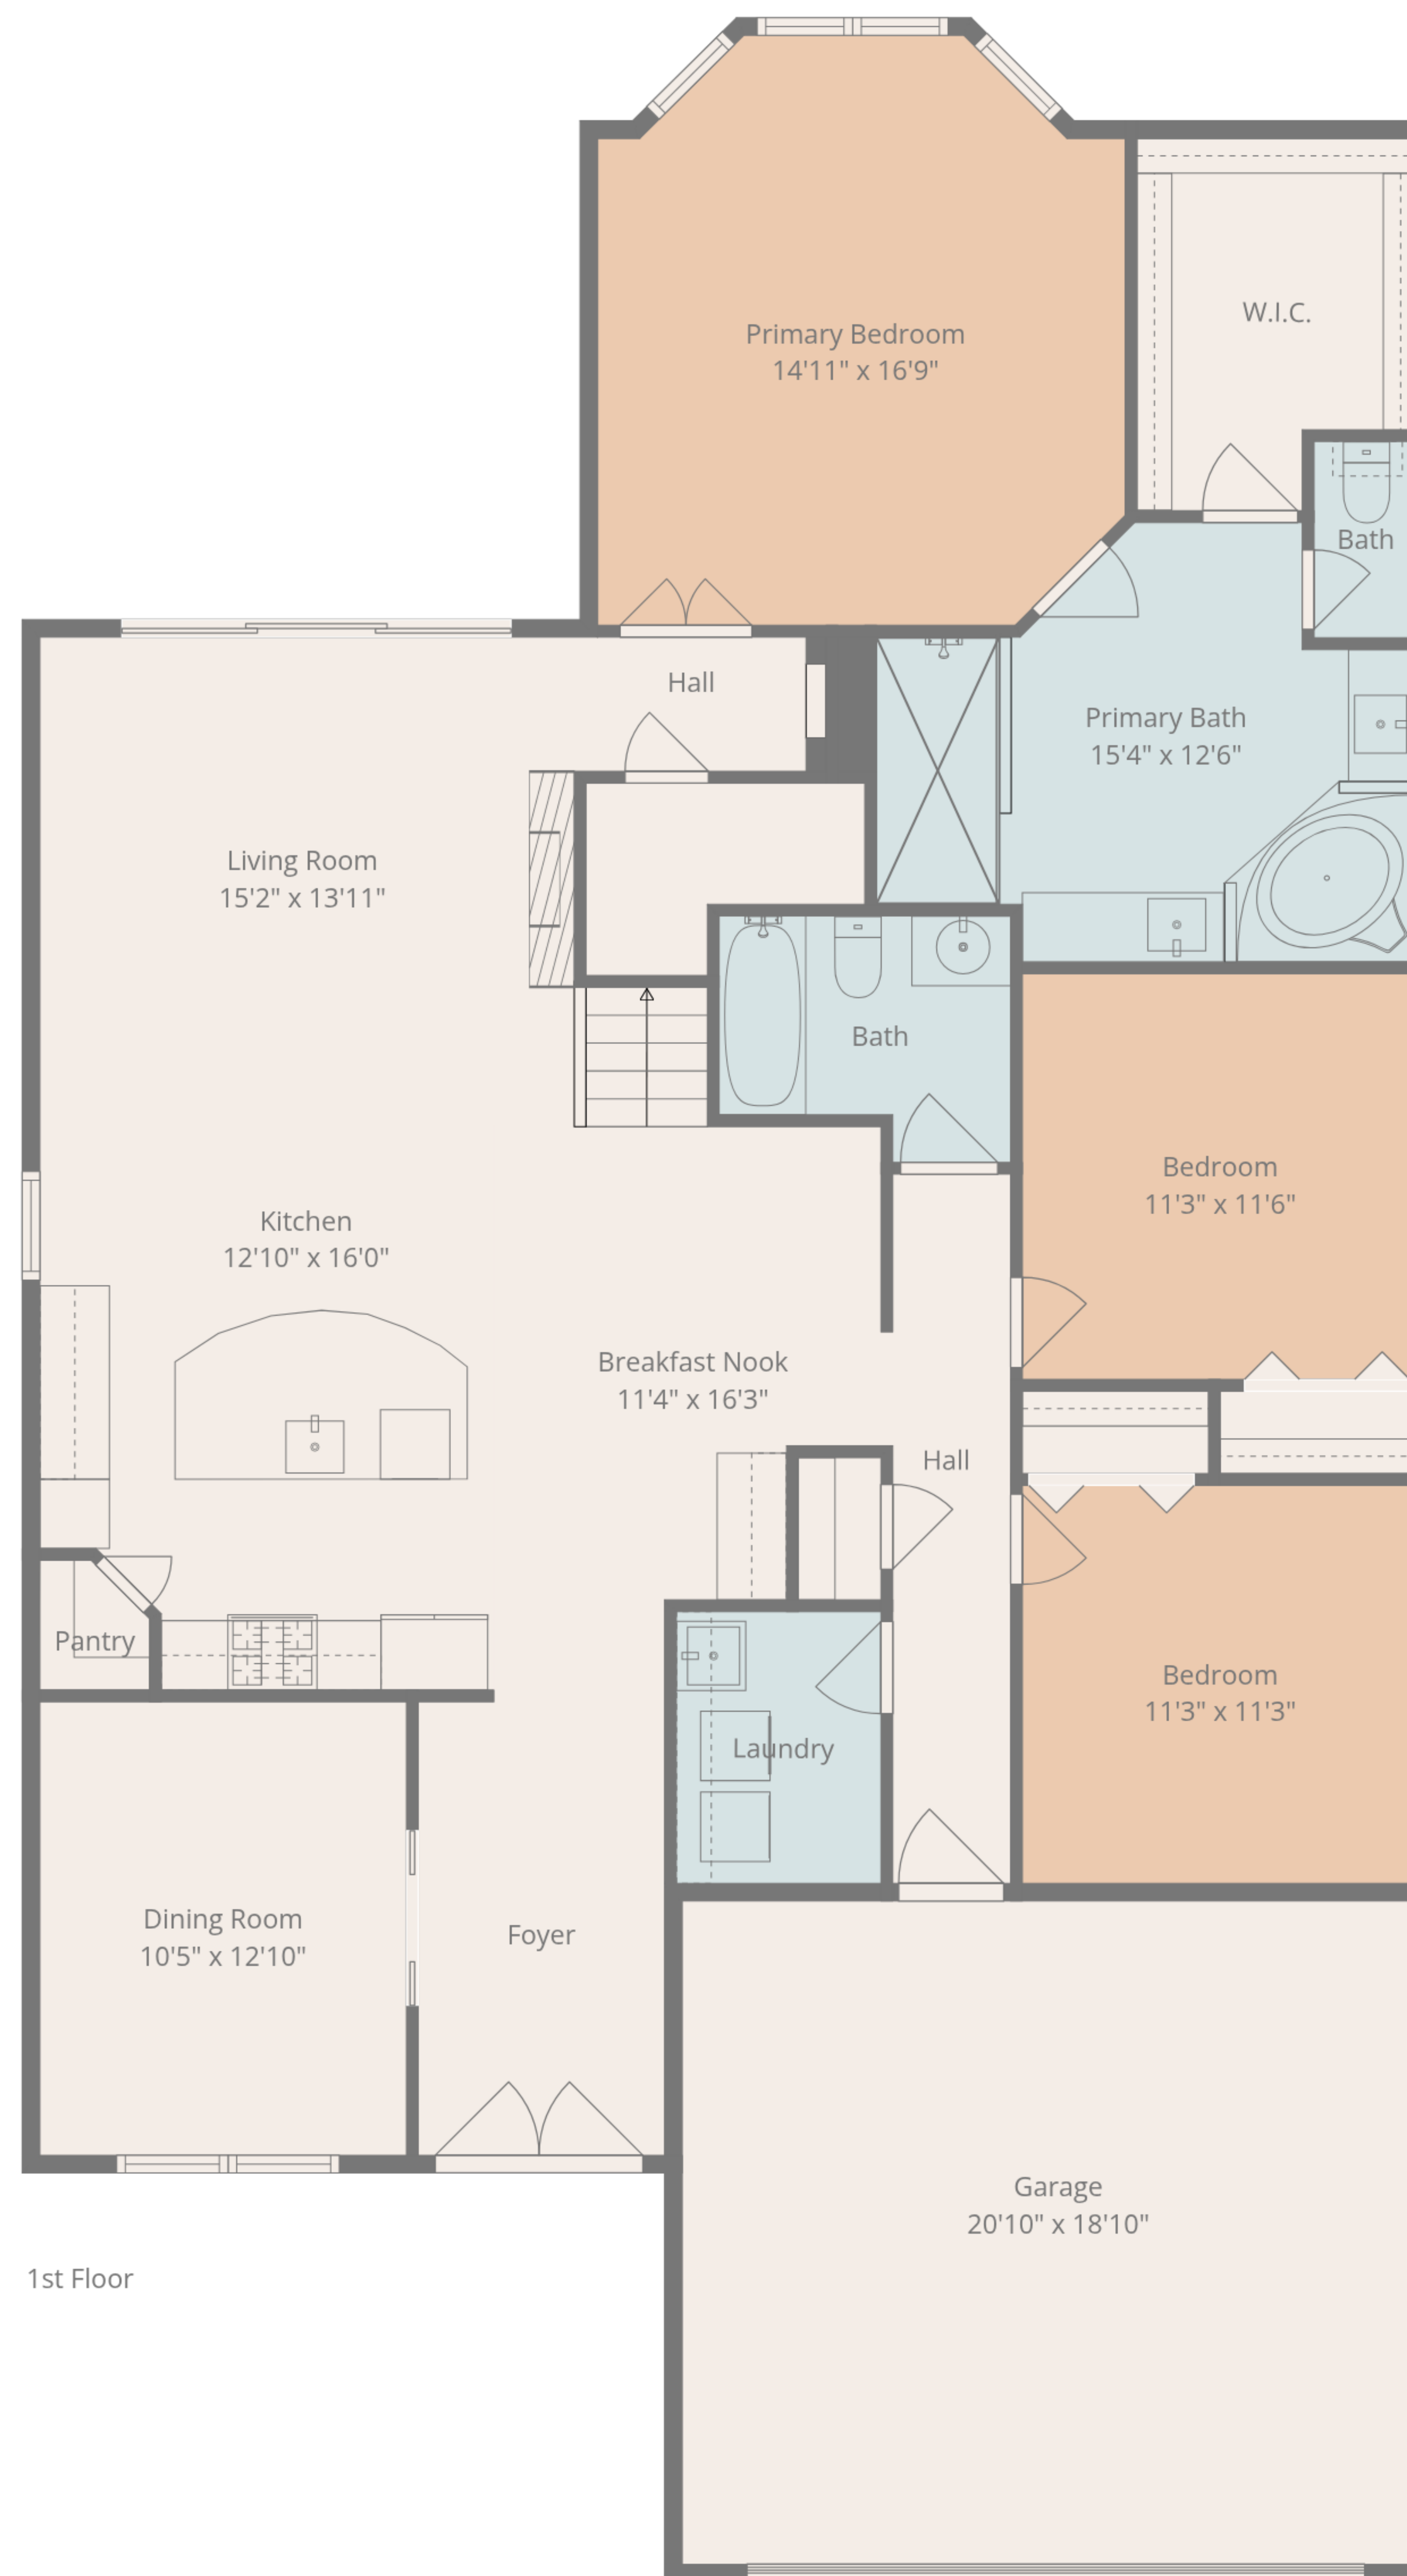 W.I.C.
Primary Bedroom
14'11" x 16'9"
Bath
Hall
Primary Bath
15'4" x 12'6"
Living Room
15'2" x 13'11"
Bath
Bedroom
11'3" x 11'6"
Kitchen
12'10" x 16'0"
Breakfast Nook
11'4" x 16'3"
Hall
Pantry
Bedroom
11'3" x 11'3"
Laundry
Dining Room
10'5" x 12'10"
Foyer
Garage
20'10" x 18'10"
1st Floor